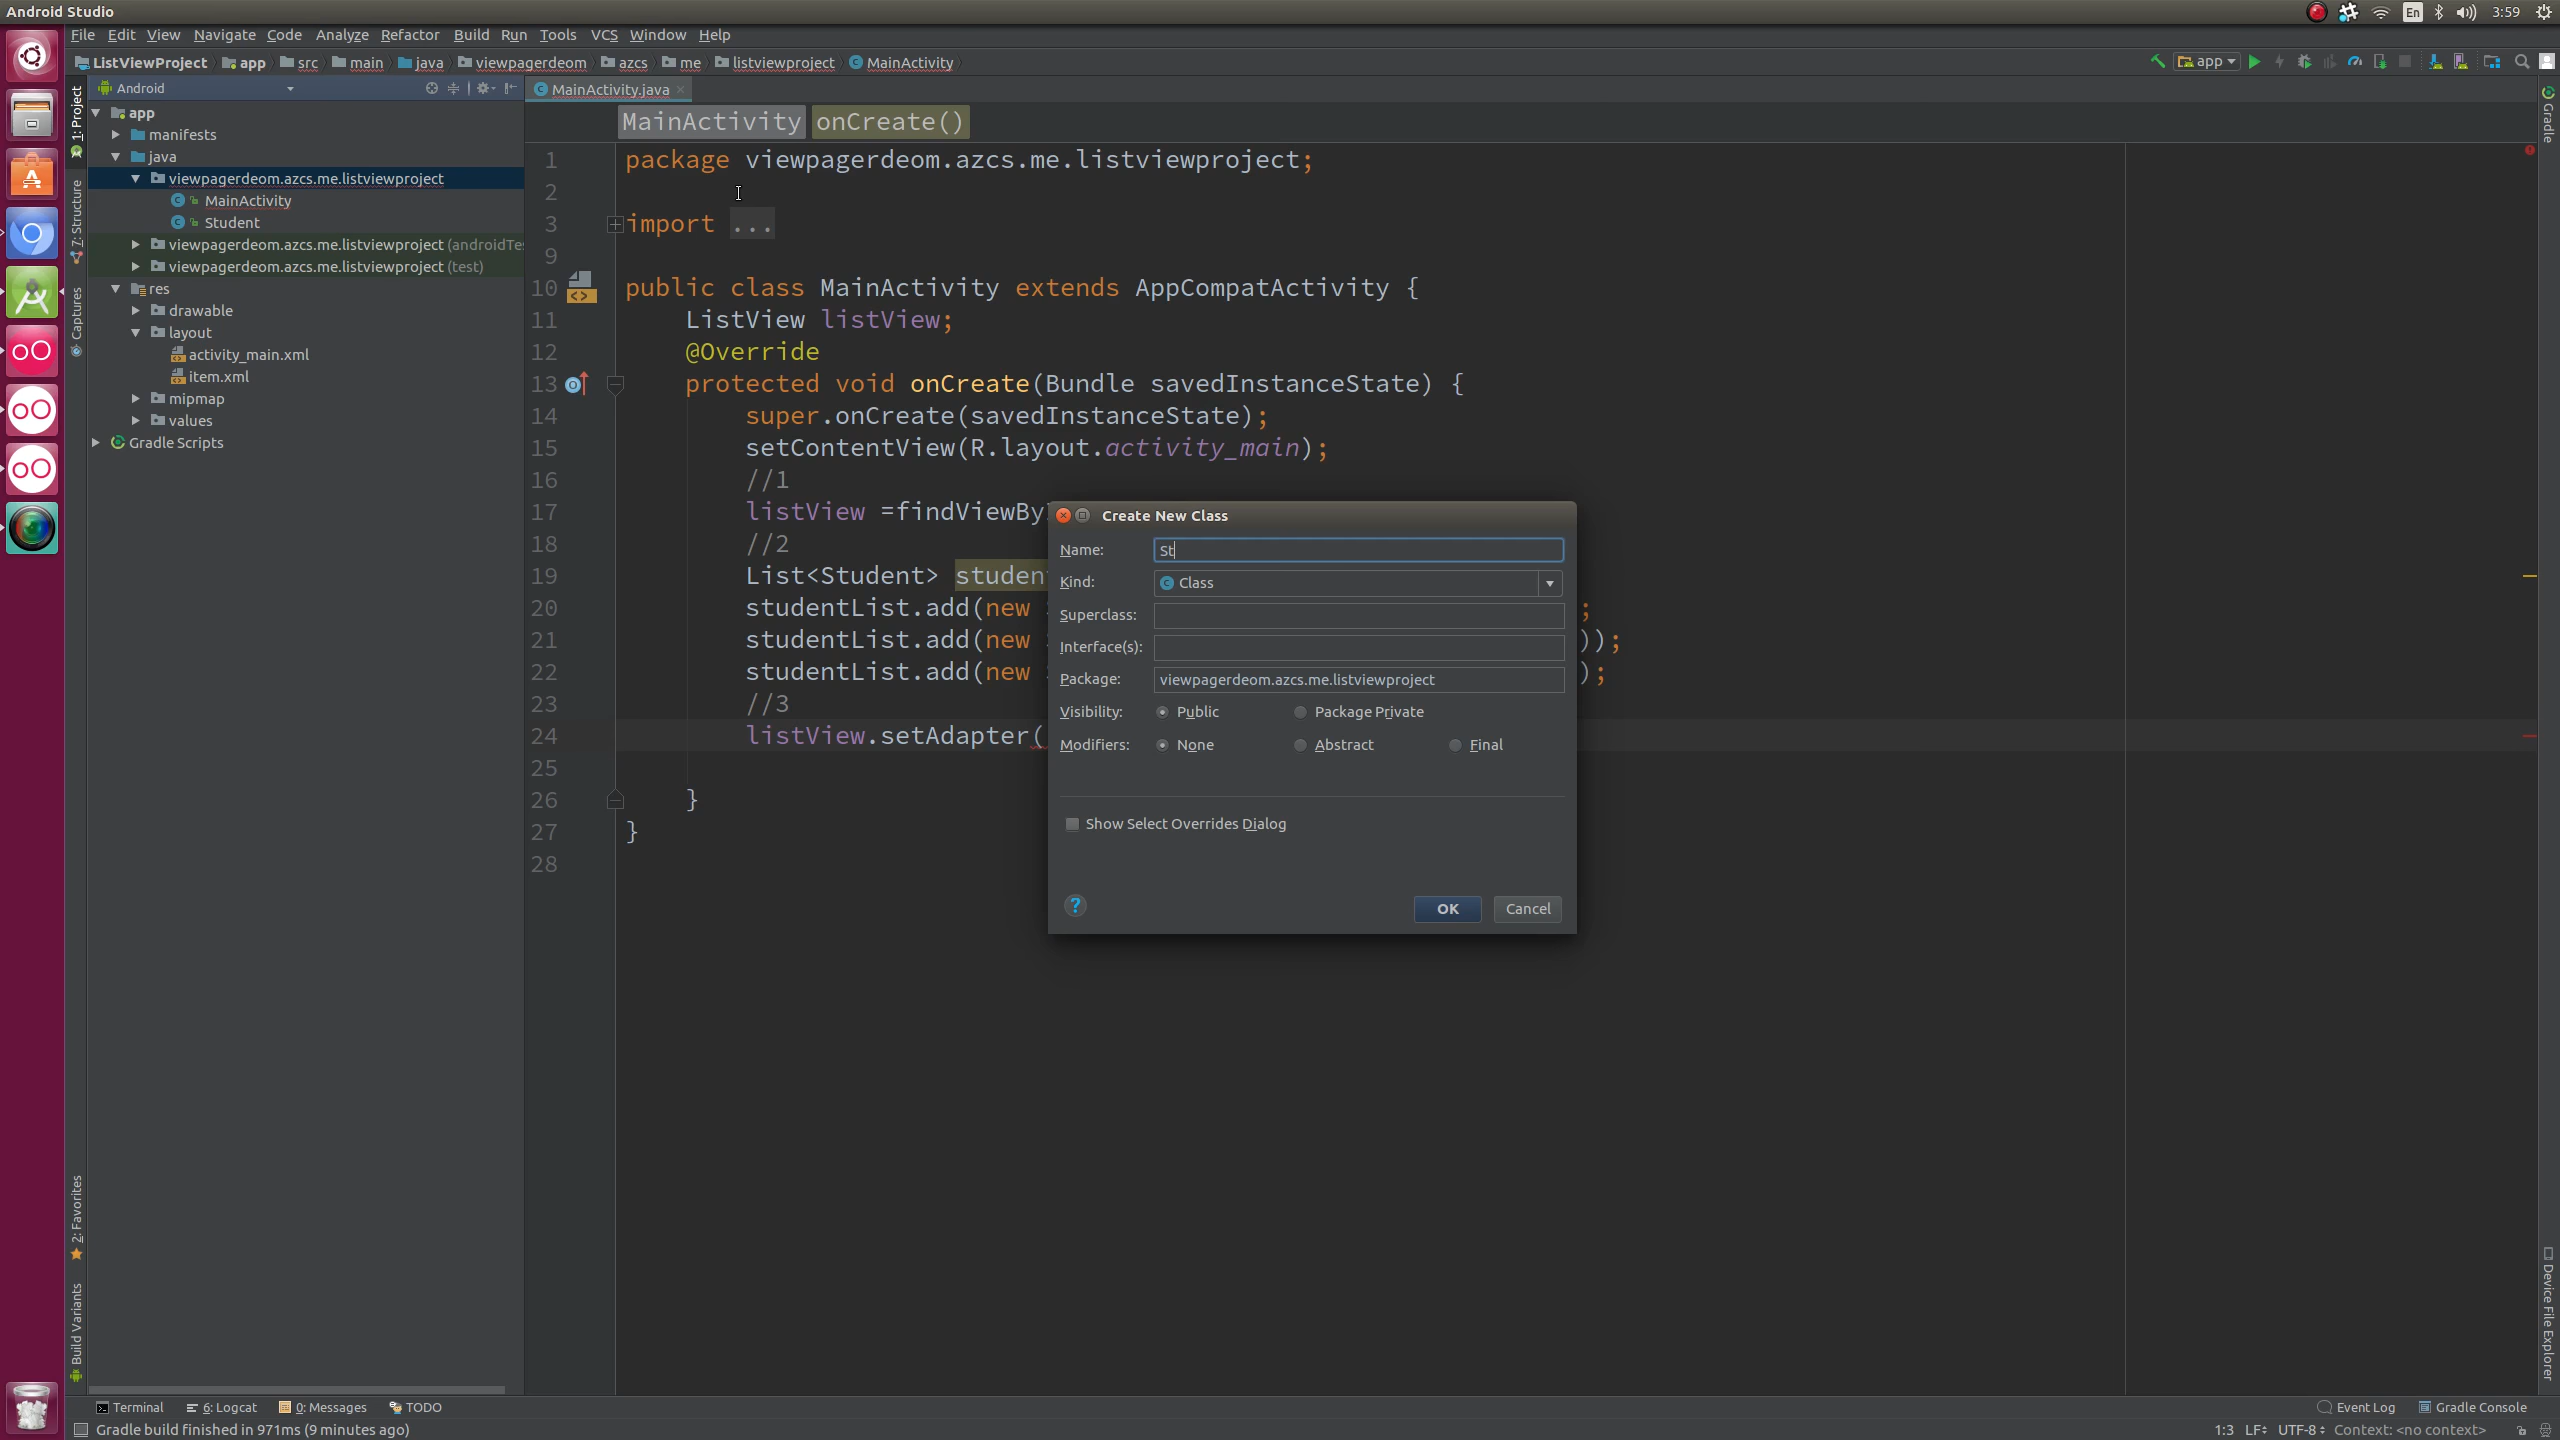 Android Studio
En
3:59
File Edit View Navigate Code Analyze Refactor Build Run Tools VCS Window Help
ListViewProject app src main java viewpagerdeom azcs me listviewproject MainActivity
app
Android
MainActivity.java
1: Project
7: Structure
Captures
2: Favorites
Build Variants
Gradle
Device File Explorer
app
manifests
java
viewpagerdeom.azcs.me.listviewproject
MainActivity
Student
viewpagerdeom.azcs.me.listviewproject (androidTe
viewpagerdeom.azcs.me.listviewproject (test)
res
drawable
layout
activity_main.xml
item.xml
mipmap
values
Gradle Scripts
MainActivity onCreate()
1 package viewpagerdeom.azcs.me.listviewproject;
2
3 import ...
9
10 public class MainActivity extends AppCompatActivity {
11 ListView listView;
12 @Override
13 protected void onCreate(Bundle savedInstanceState) {
14 super.onCreate(savedInstanceState);
15 setContentView(R.layout.activity_main);
16 //1
17 listView =findViewBy
18 //2
19 List<Student> studen
20 studentList.add(new ;
21 studentList.add(new ));
22 studentList.add(new );
23 //3
24 listView.setAdapter(
25
26 }
27 }
28
Create New Class
Name: St
Kind: Class
Superclass:
Interface(s):
Package: viewpagerdeom.azcs.me.listviewproject
Visibility: Public Package Private
Modifiers: None Abstract Final
Show Select Overrides Dialog
?
OK Cancel
Terminal 6: Logcat 0: Messages TODO
Event Log Gradle Console
Gradle build finished in 971ms (9 minutes ago)
1:3 LF UTF-8 Context: <no context>